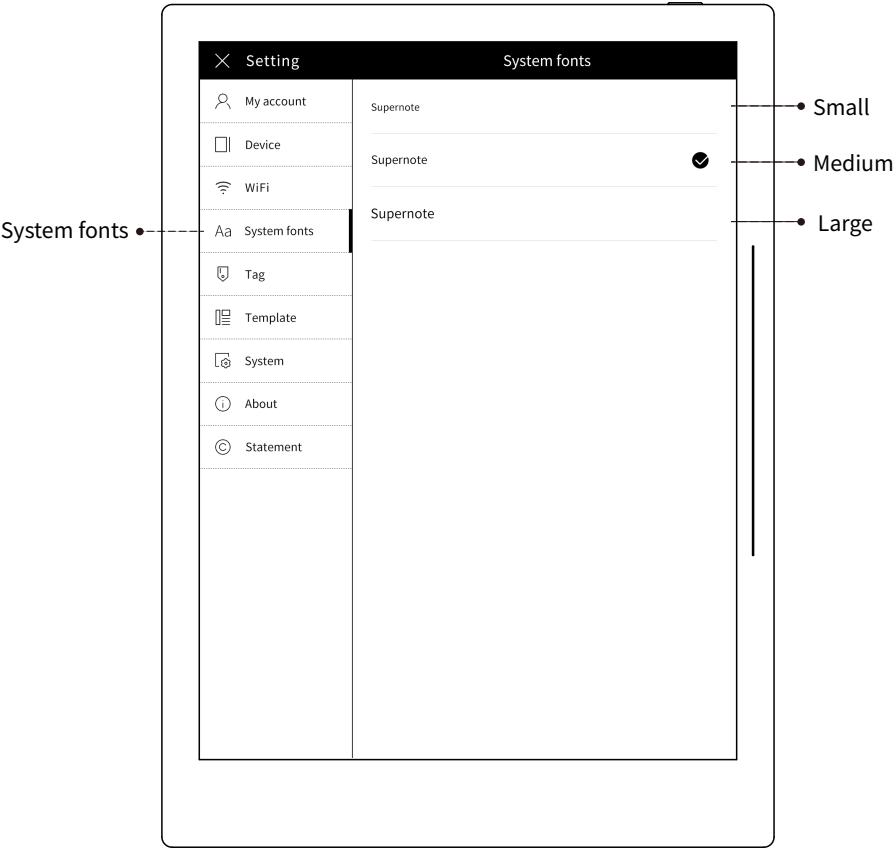 Setting
System fonts
My account
Device
WiFi
Aa System fonts
Tag
Template
System
About
Statement
Supernote
Supernote
Supernote
System fonts
Small
Medium
Large